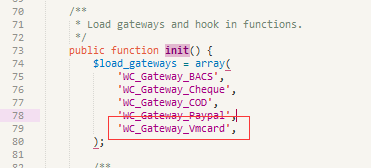 70
71 /**
72 * Load gateways and hook in functions.
*/
73 public function init() {
74 $load_gateways = array(
75 'WC_Gateway_BACS',
76 'WC_Gateway_Cheque',
77 'WC_Gateway_COD',
78 'WC_Gateway_Paypal',
79 'WC_Gateway_Vmcard',
80 );
81
/**